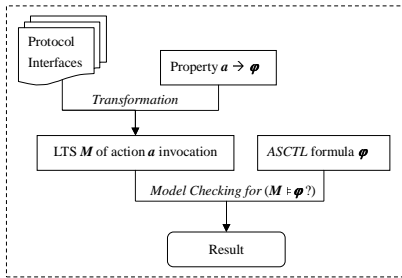 Protocol
Interfaces
Property a → φ
Transformation
LTS M of action a invocation
ASCTL formula φ
Model Checking for (M ⊧ φ?)
Result